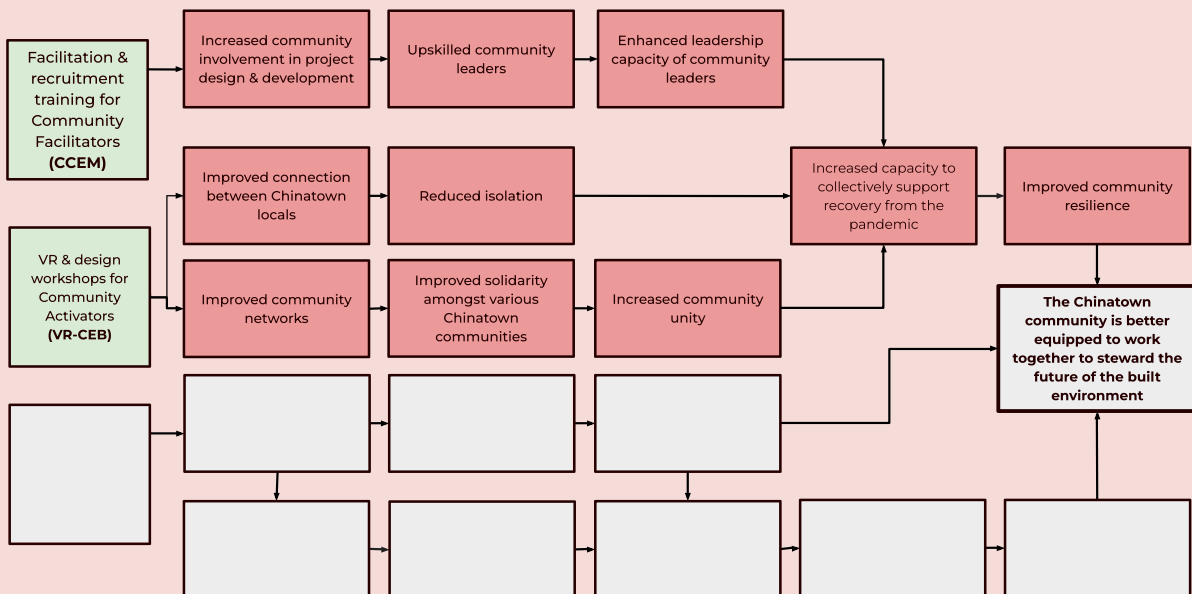 Facilitation &
recruitment
training for
Community
Facilitators
(CCEM)
Increased community
involvement in project
design & development
Upskilled community
leaders
Enhanced leadership
capacity of community
leaders
VR & design
workshops for
Community
Activators
(VR-CEB)
Improved connection
between Chinatown
locals
Reduced isolation
Increased capacity to
collectively support
recovery from the
pandemic
Improved community
resilience
Improved community
networks
Improved solidarity
amongst various
Chinatown
communities
Increased community
unity
The Chinatown
community is better
equipped to work
together to steward the
future of the built
environment